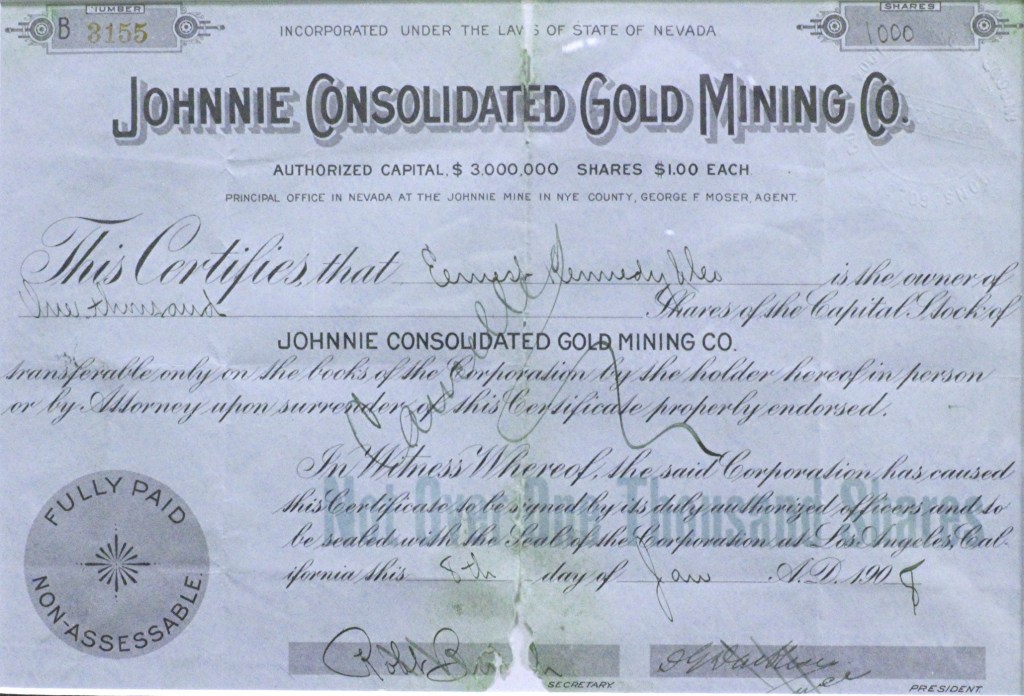 NUMBER
B 3155
SHARES
1000
INCORPORATED UNDER THE LAWS OF STATE OF NEVADA
JOHNNIE CONSOLIDATED GOLD MINING CO.
AUTHORIZED CAPITAL, $ 3,000,000 SHARES $1.00 EACH
PRINCIPAL OFFICE IN NEVADA AT THE JOHNNIE MINE IN NYE COUNTY, GEORGE F. MOSER, AGENT.
This Certifies, that Ernest Kennedy is the owner of
One thousand Shares of the Capital Stock of
JOHNNIE CONSOLIDATED GOLD MINING CO.
transferable only on the books of the Corporation by the holder hereof in person
or by Attorney upon surrender of this Certificate properly endorsed.
Cancelled
In Witness Whereof, the said Corporation has caused
this Certificate to be signed by its duly authorized officers and to
be sealed with the Seal of the Corporation at Los Angeles, Cal-
ifornia this 8th day of Jan A.D. 1908
Not Over One Thousand Shares
FULLY PAID
NON-ASSESSABLE.
SECRETARY.
PRESIDENT.